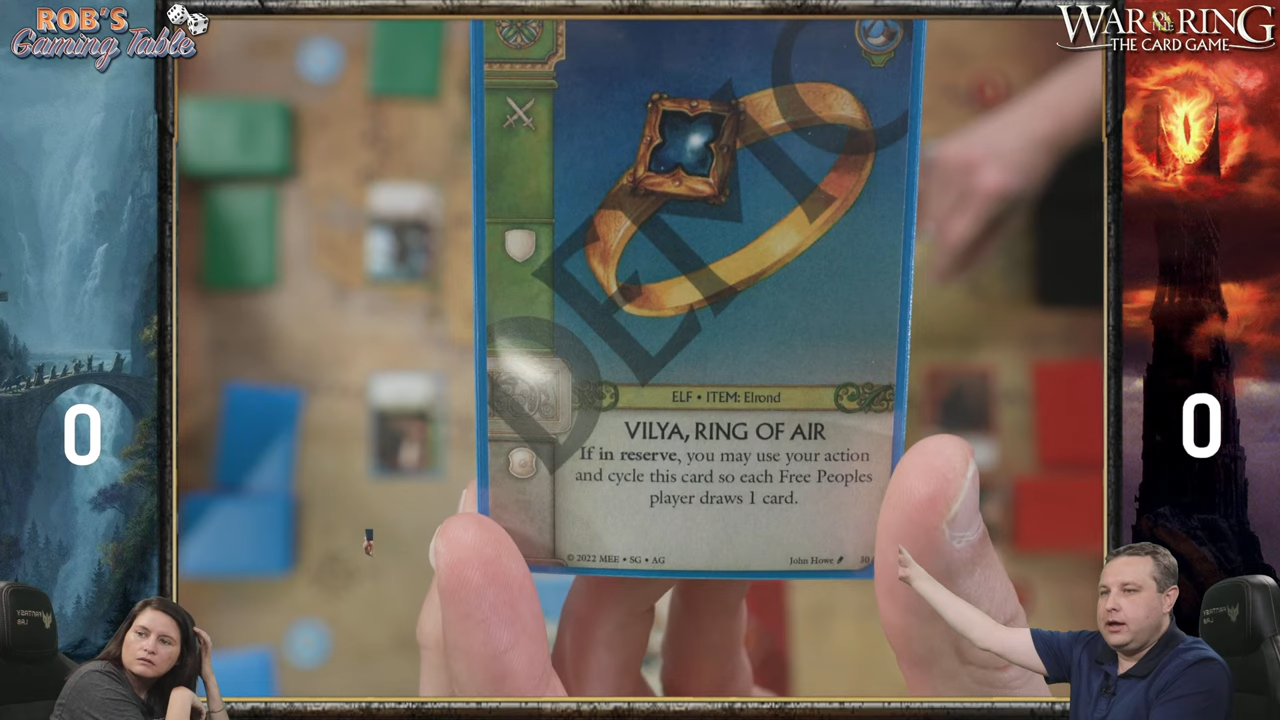 ROB'S
Gaming Table
WAR OF THE RING
THE CARD GAME
DEMO
ELF • ITEM: Elrond
VILYA, RING OF AIR
If in reserve, you may use your action
and cycle this card so each Free Peoples
player draws 1 card.
© 2022 MEE • SG • AG
John Howe
0
0